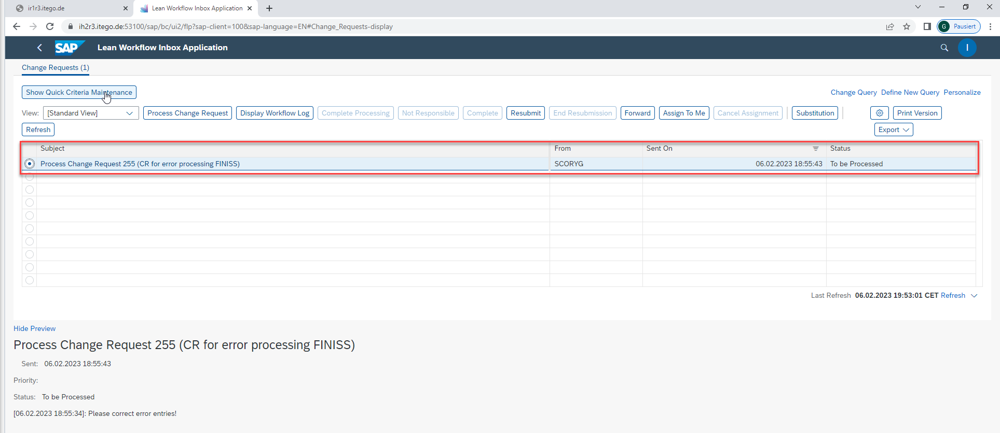 ir1r3.itego.de
Lean Workflow Inbox Application
ih2r3.itego.de:53100/sap/bc/ui2/flp?sap-client=100&sap-language=EN#Change_Requests-display
G Pausiert
SAP Lean Workflow Inbox Application I
Change Requests (1)
Show Quick Criteria Maintenance Change Query Define New Query Personalize
View: [Standard View] Process Change Request Display Workflow Log Complete Processing Not Responsible Complete Resubmit End Resubmission Forward Assign To Me Cancel Assignment Substitution Print Version
Refresh Export
Subject From Sent On Status
Process Change Request 255 (CR for error processing FINISS) SCORYG 06.02.2023 18:55:43 To be Processed
Last Refresh 06.02.2023 19:53:01 CET Refresh
Hide Preview
Process Change Request 255 (CR for error processing FINISS)
Sent: 06.02.2023 18:55:43
Priority:
Status: To be Processed
[06.02.2023 18:55:34]: Please correct error entries!